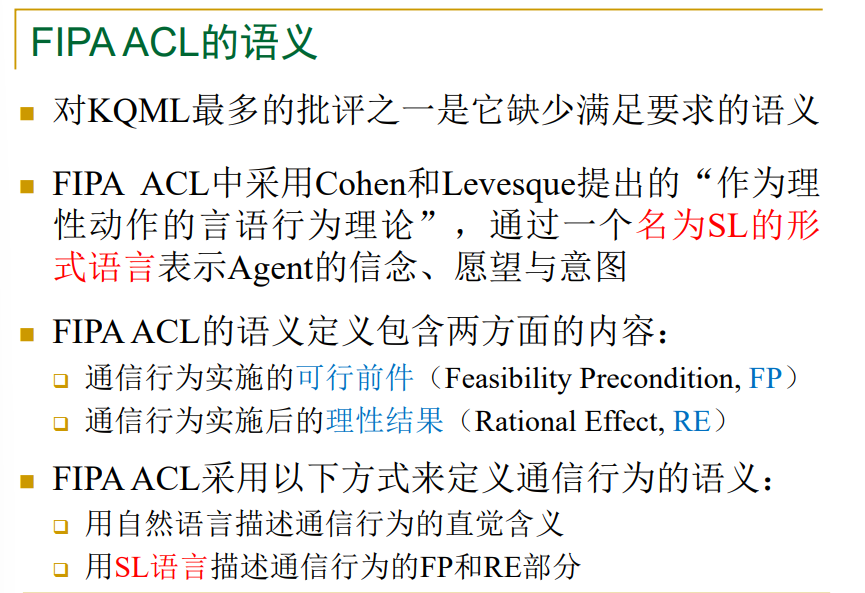 FIPA ACL的语义
对KQML最多的批评之一是它缺少满足要求的语义
FIPA ACL中采用Cohen和Levesque提出的“作为理
性动作的言语行为理论”，通过一个名为SL的形
式语言表示Agent的信念、愿望与意图
FIPA ACL的语义定义包含两方面的内容：
通信行为实施的可行前件（Feasibility Precondition, FP）
通信行为实施后的理性结果（Rational Effect, RE）
FIPA ACL采用以下方式来定义通信行为的语义：
用自然语言描述通信行为的直觉含义
用SL语言描述通信行为的FP和RE部分